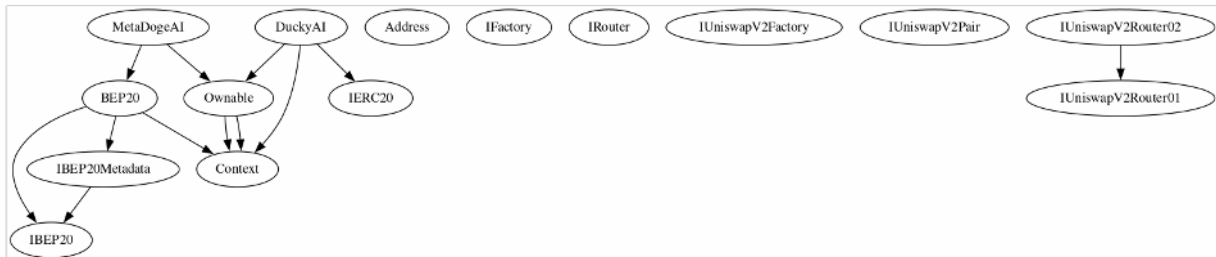 MetaDogeAI
DuckyAI
Address
IFactory
IRouter
IUniswapV2Factory
IUniswapV2Pair
IUniswapV2Router02
BEP20
Ownable
IERC20
IUniswapV2Router01
IBEP20Metadata
Context
IBEP20